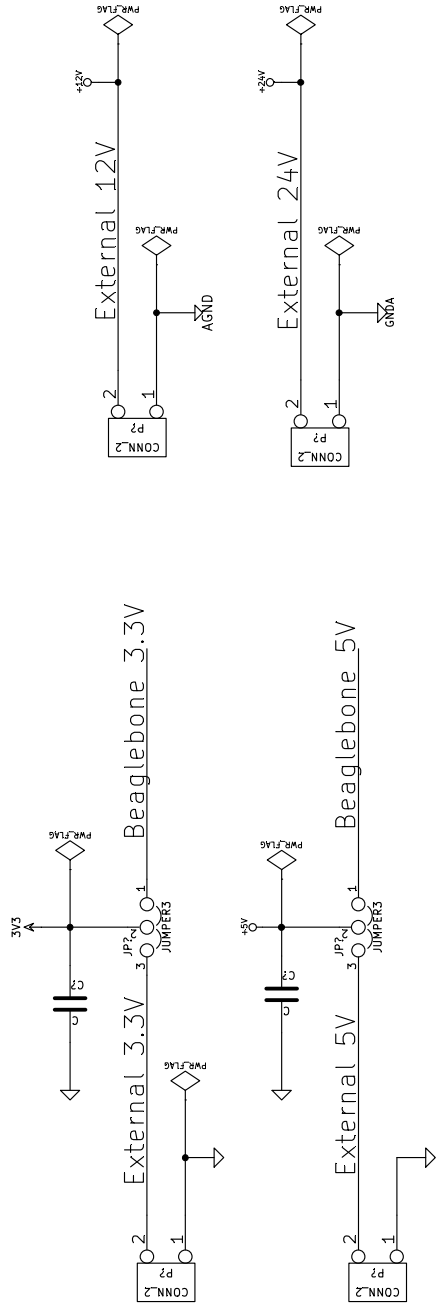 PWR_FLAG
+12V
External 12V
PWR_FLAG
AGND
2
1
P?
CONN_2
PWR_FLAG
+24V
External 24V
PWR_FLAG
GNDA
2
1
P?
CONN_2
Beaglebone 3.3V
PWR_FLAG
3V3
1
JP?
2
JUMPER3
3
C?
C
External 3.3V
PWR_FLAG
2
1
P?
CONN_2
Beaglebone 5V
PWR_FLAG
+5V
1
JP?
2
JUMPER3
3
C?
C
External 5V
2
1
P?
CONN_2